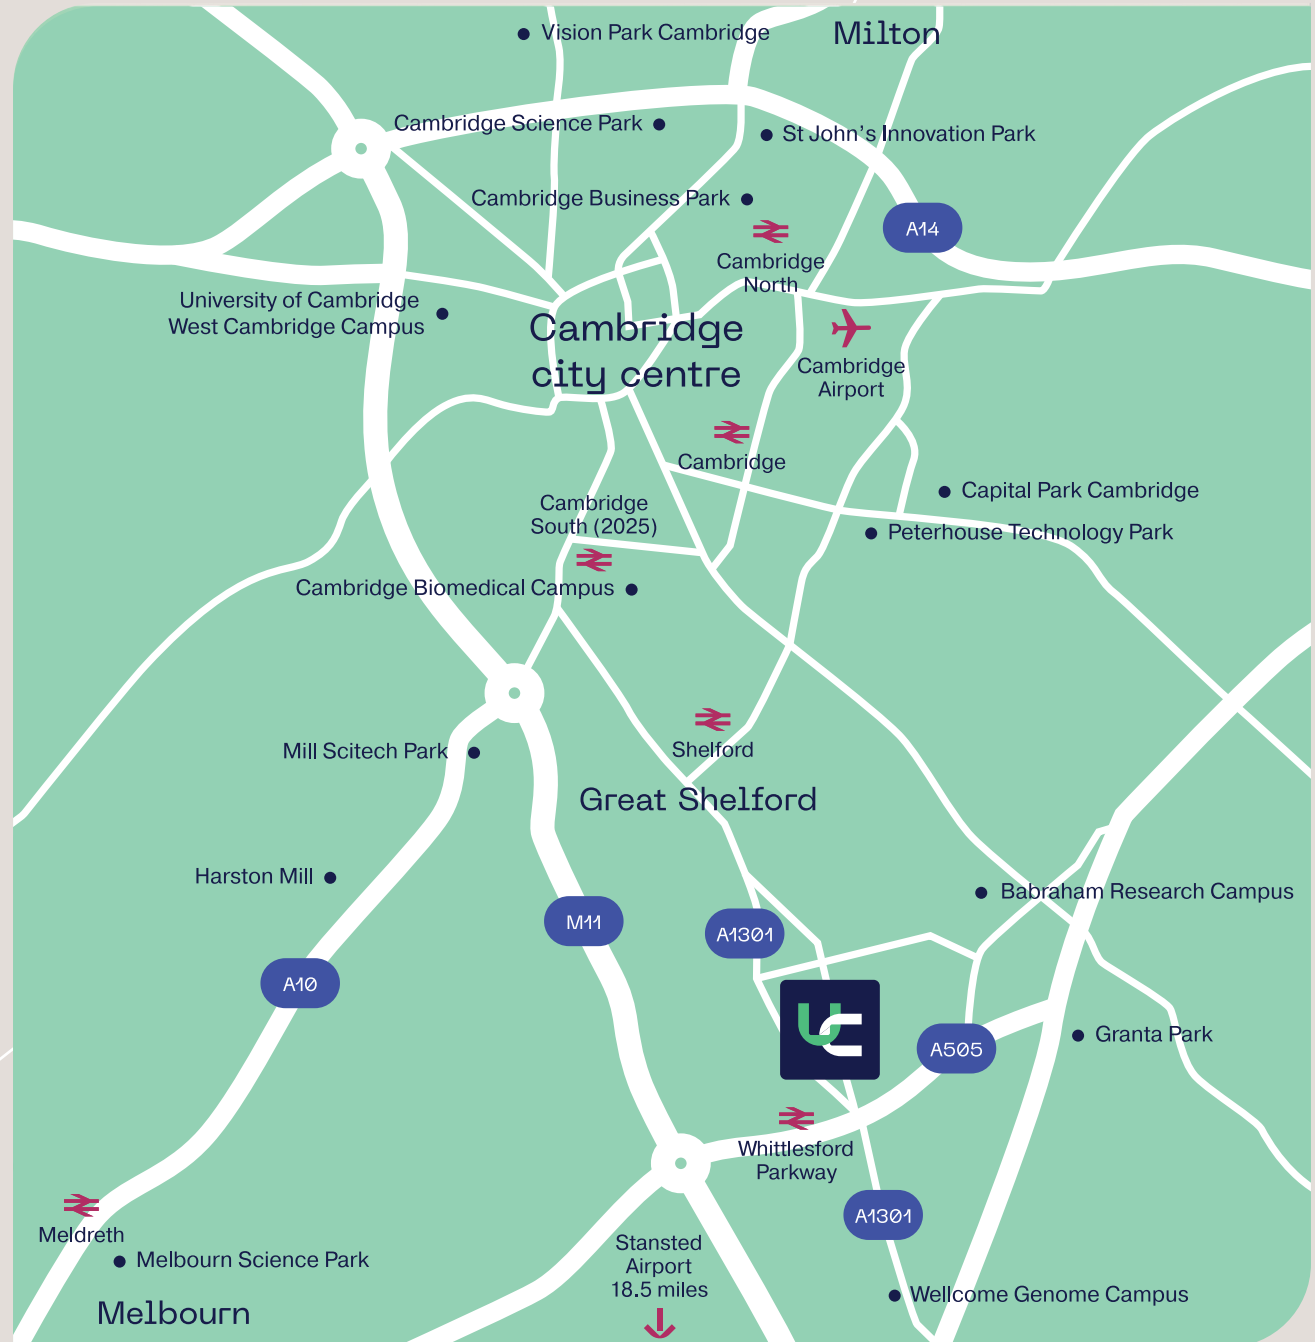 Vision Park Cambridge
Milton
Cambridge Science Park
St John’s Innovation Park
Cambridge Business Park
A14
Cambridge
North
University of Cambridge
West Cambridge Campus
Cambridge
city centre
Cambridge
Airport
Cambridge
Capital Park Cambridge
Cambridge
South (2025)
Peterhouse Technology Park
Cambridge Biomedical Campus
Mill Scitech Park
Shelford
Great Shelford
Harston Mill
Babraham Research Campus
M11
A1301
A10
UC
A505
Granta Park
Whittlesford
Parkway
A1301
Meldreth
Melbourn Science Park
Stansted
Airport
18.5 miles
Wellcome Genome Campus
Melbourn